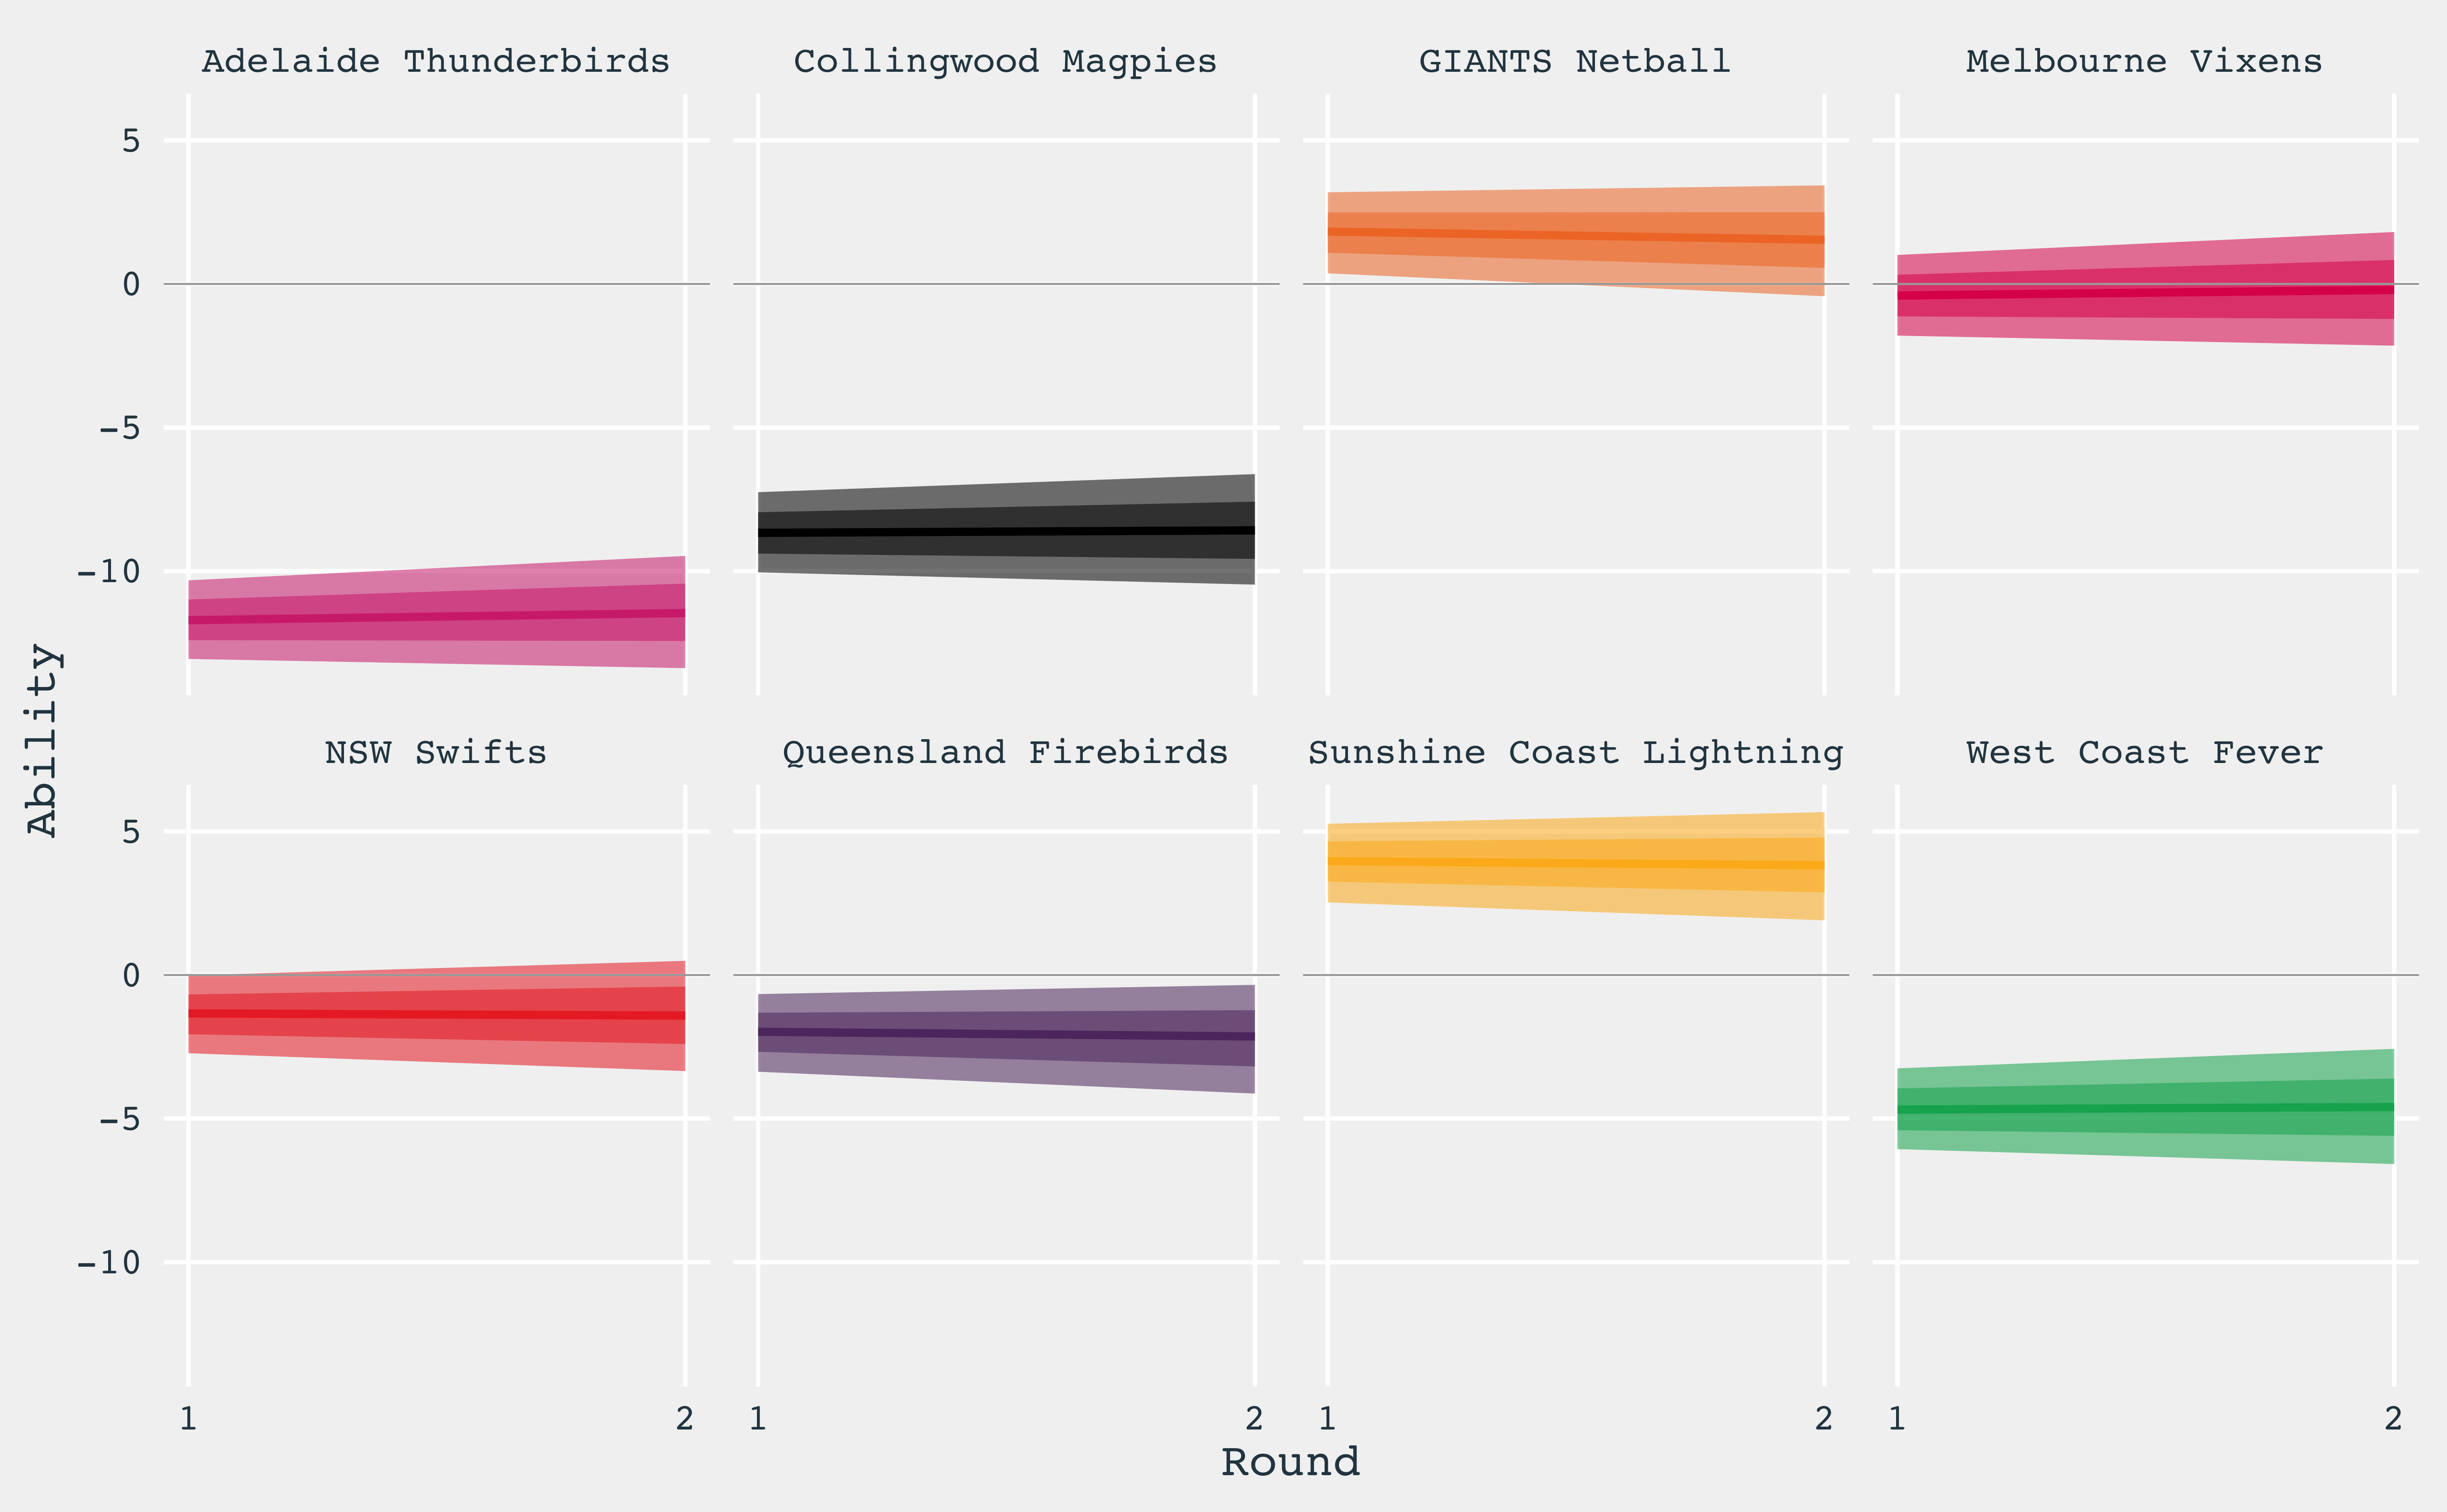 Adelaide Thunderbirds Collingwood Magpies GIANTS Netball Melbourne Vixens
5
0
-5
-10
Ability
NSW Swifts Queensland Firebirds Sunshine Coast Lightning West Coast Fever
5
0
-5
-10
1 2 1 2 1 2 1 2
Round